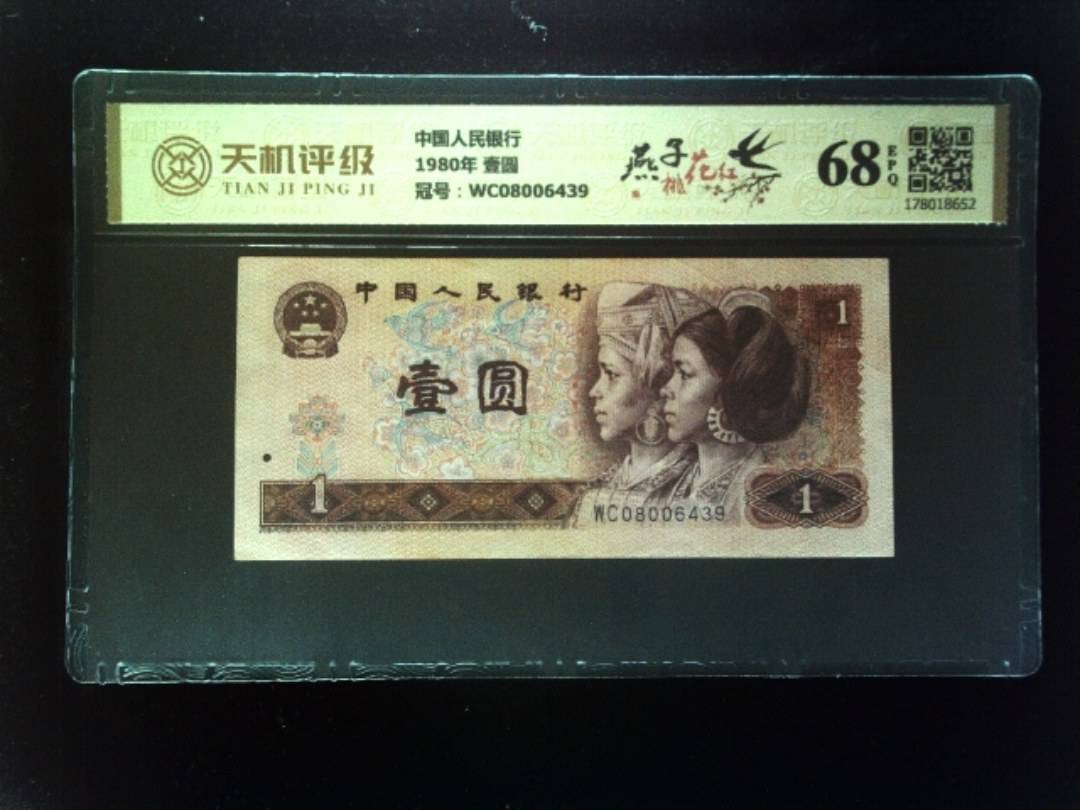 天机评级
TIAN JI PING JI
中国人民银行
1980年 壹圆
冠号：WC08006439
燕子
桃花红
68 EPQ
178018652
中国人民银行
1
壹圆
1
WC08006439
1